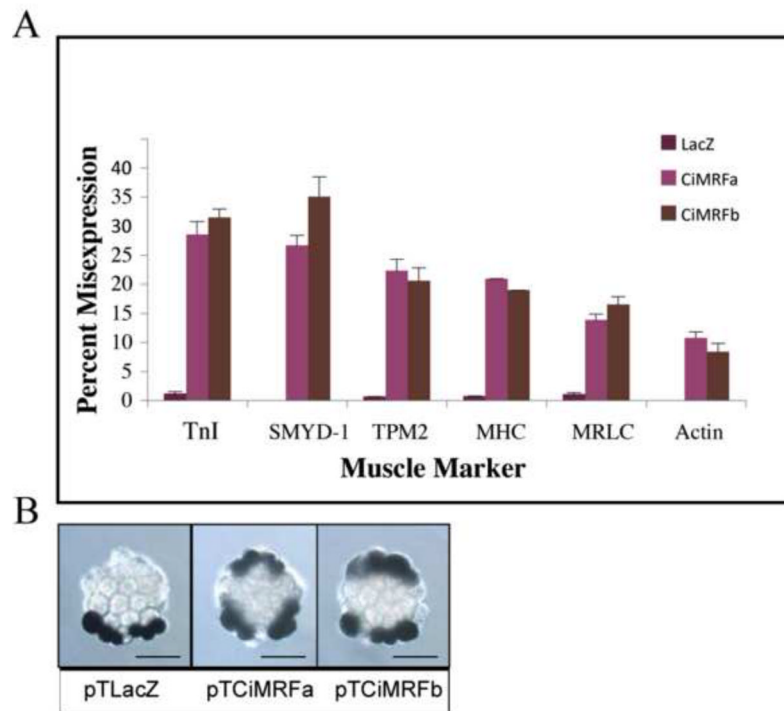 A
LacZ
CiMRFa
CiMRFb
Percent Misexpression
40
35
30
25
20
15
10
5
0
TnI SMYD-1 TPM2 MHC MRLC Actin
Muscle Marker
B
pTLacZ pTCiMRFa pTCiMRFb